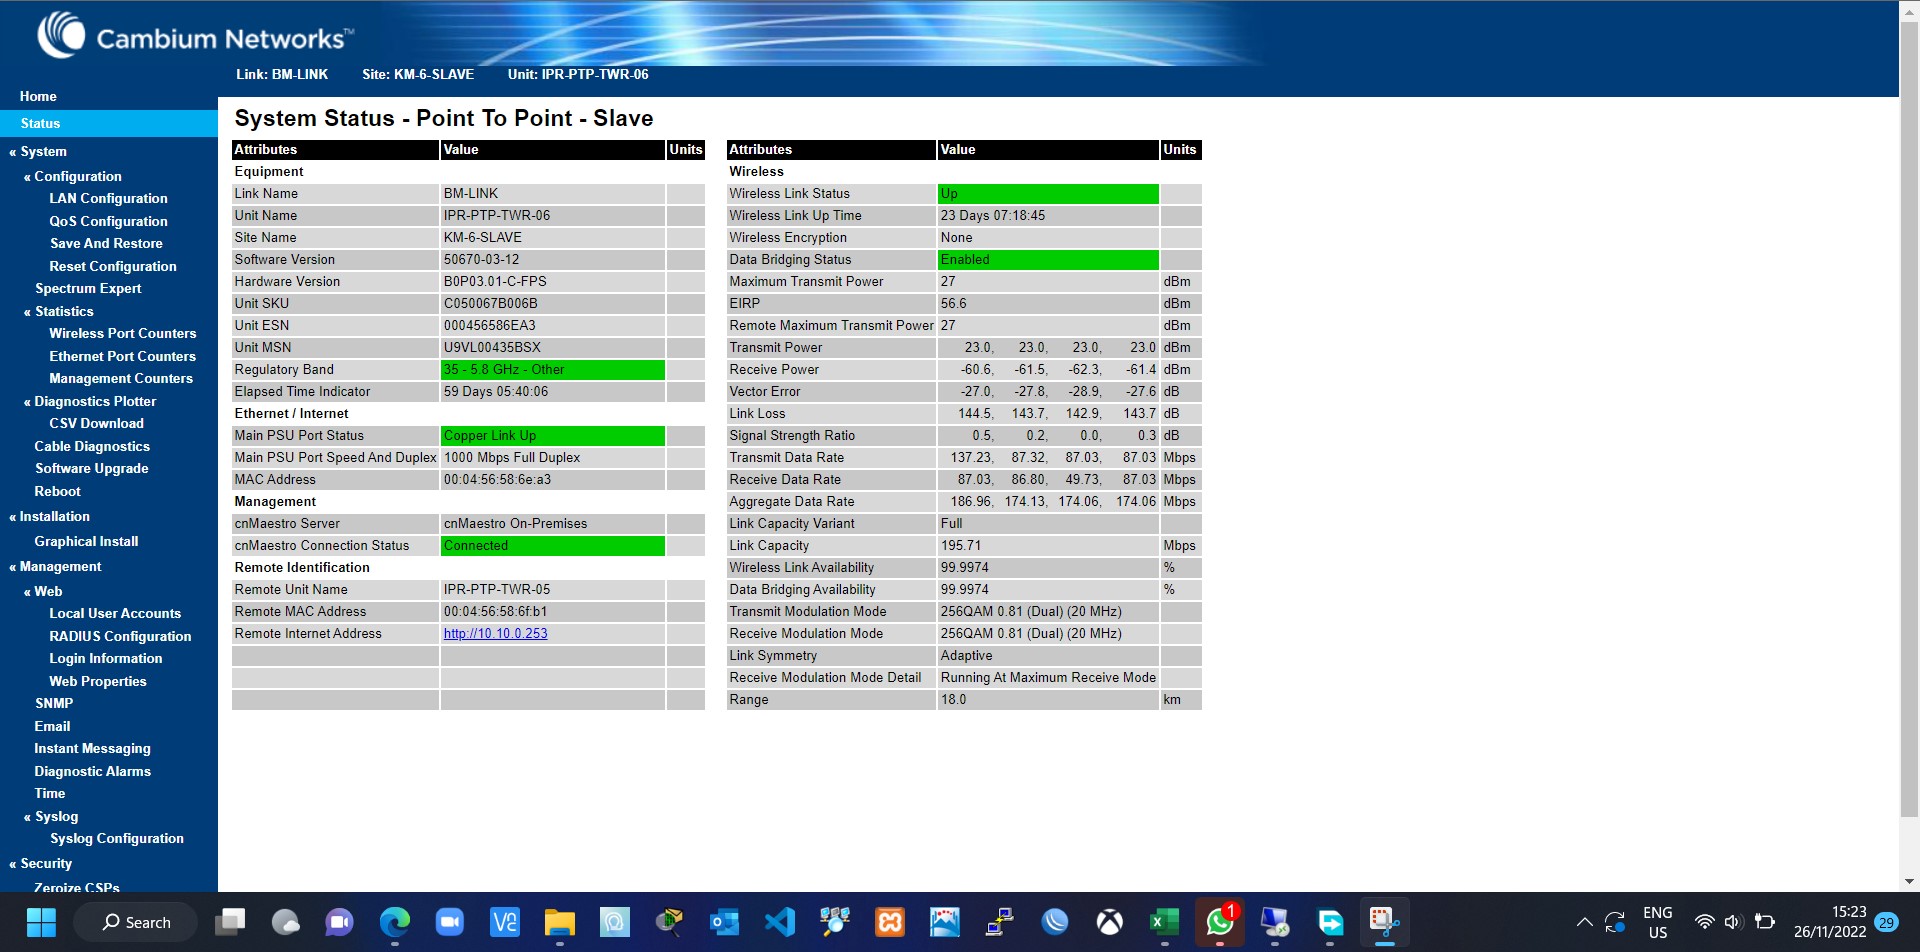 Cambium Networks™
Link: BM-LINK Site: KM-6-SLAVE Unit: IPR-PTP-TWR-06
Home
Status
« System
« Configuration
LAN Configuration
QoS Configuration
Save And Restore
Reset Configuration
Spectrum Expert
« Statistics
Wireless Port Counters
Ethernet Port Counters
Management Counters
« Diagnostics Plotter
CSV Download
Cable Diagnostics
Software Upgrade
Reboot
« Installation
Graphical Install
« Management
« Web
Local User Accounts
RADIUS Configuration
Login Information
Web Properties
SNMP
Email
Instant Messaging
Diagnostic Alarms
Time
« Syslog
Syslog Configuration
« Security
Zeroize CSPs
System Status - Point To Point - Slave
Attributes Value Units
Equipment
Link Name BM-LINK
Unit Name IPR-PTP-TWR-06
Site Name KM-6-SLAVE
Software Version 50670-03-12
Hardware Version B0P03.01-C-FPS
Unit SKU C050067B006B
Unit ESN 000456586EA3
Unit MSN U9VL00435BSX
Regulatory Band 35 - 5.8 GHz - Other
Elapsed Time Indicator 59 Days 05:40:06
Ethernet / Internet
Main PSU Port Status Copper Link Up
Main PSU Port Speed And Duplex 1000 Mbps Full Duplex
MAC Address 00:04:56:58:6e:a3
Management
cnMaestro Server cnMaestro On-Premises
cnMaestro Connection Status Connected
Remote Identification
Remote Unit Name IPR-PTP-TWR-05
Remote MAC Address 00:04:56:58:6f:b1
Remote Internet Address http://10.10.0.253
Attributes Value Units
Wireless
Wireless Link Status Up
Wireless Link Up Time 23 Days 07:18:45
Wireless Encryption None
Data Bridging Status Enabled
Maximum Transmit Power 27 dBm
EIRP 56.6 dBm
Remote Maximum Transmit Power 27 dBm
Transmit Power 23.0, 23.0, 23.0, 23.0 dBm
Receive Power -60.6, -61.5, -62.3, -61.4 dBm
Vector Error -27.0, -27.8, -28.9, -27.6 dB
Link Loss 144.5, 143.7, 142.9, 143.7 dB
Signal Strength Ratio 0.5, 0.2, 0.0, 0.3 dB
Transmit Data Rate 137.23, 87.32, 87.03, 87.03 Mbps
Receive Data Rate 87.03, 86.80, 49.73, 87.03 Mbps
Aggregate Data Rate 186.96, 174.13, 174.06, 174.06 Mbps
Link Capacity Variant Full
Link Capacity 195.71 Mbps
Wireless Link Availability 99.9974 %
Data Bridging Availability 99.9974 %
Transmit Modulation Mode 256QAM 0.81 (Dual) (20 MHz)
Receive Modulation Mode 256QAM 0.81 (Dual) (20 MHz)
Link Symmetry Adaptive
Receive Modulation Mode Detail Running At Maximum Receive Mode
Range 18.0 km
Search
1
ENG
US
15:23
26/11/2022
29